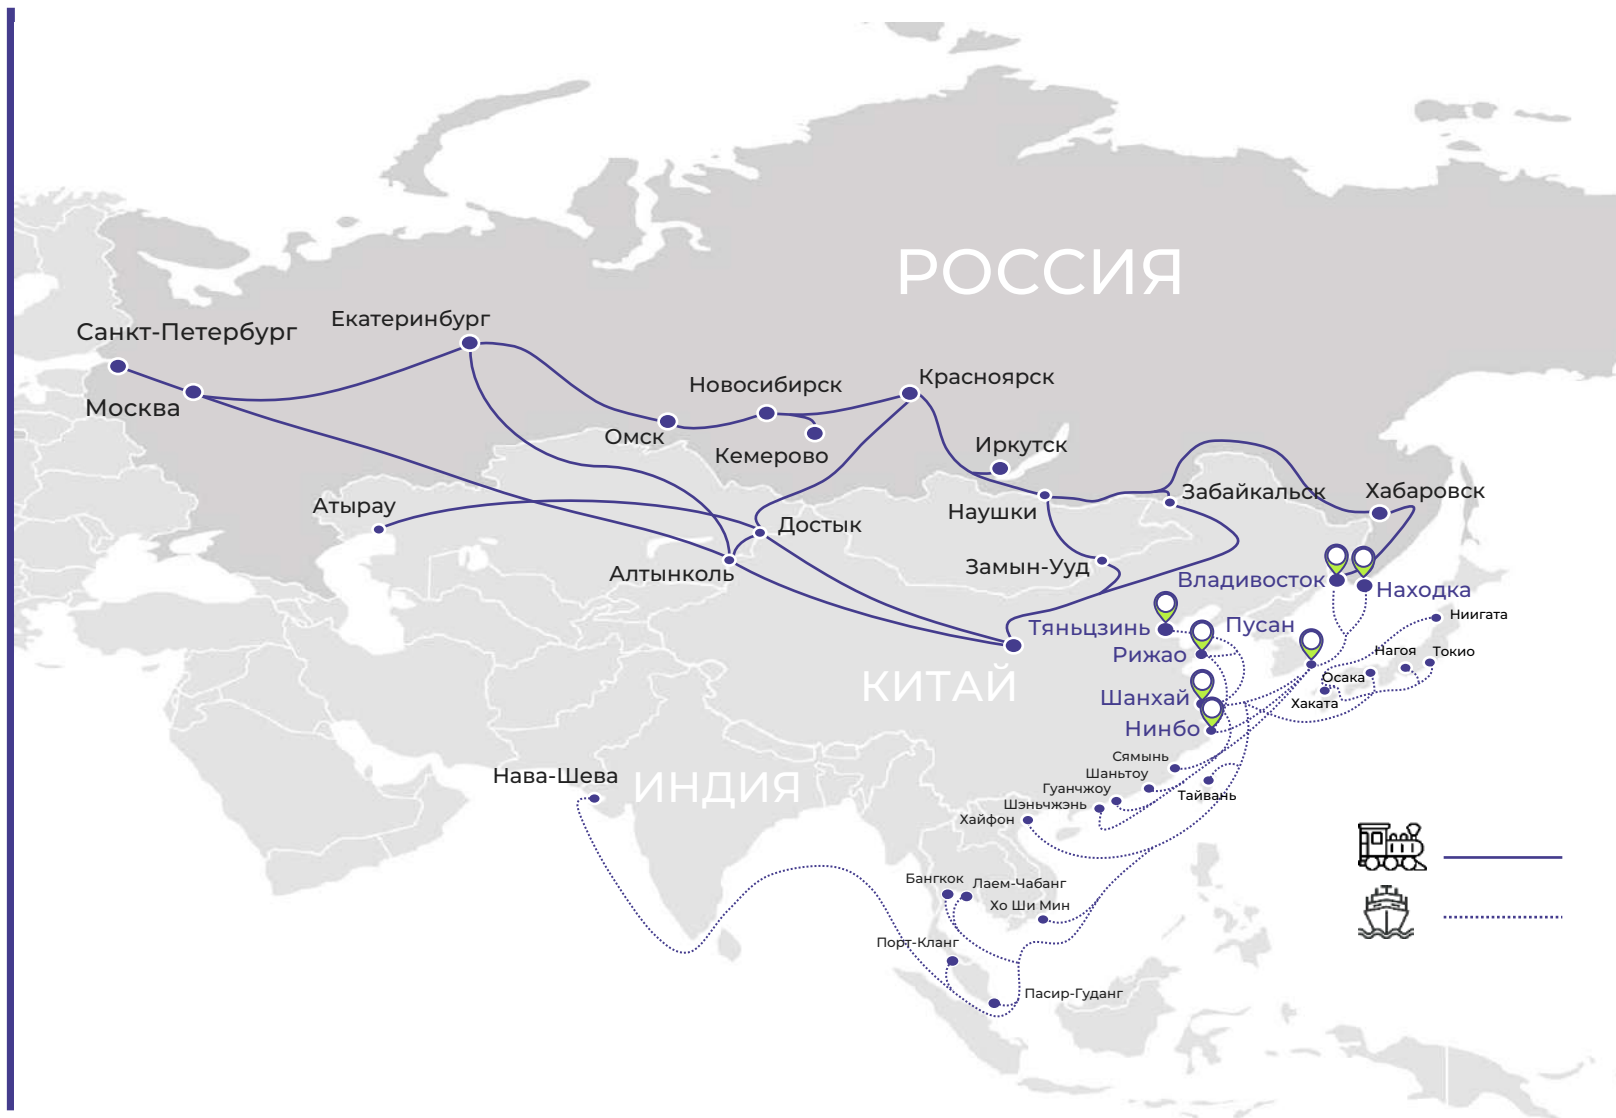 РОССИЯ
Санкт-Петербург
Екатеринбург
Москва
Новосибирск
Красноярск
Омск
Кемерово
Иркутск
Атырау
Достык
Наушки
Забайкальск
Хабаровск
Алтынколь
Замын-Ууд
Владивосток
Находка
Тяньцзинь
Пусан
Ниигата
Рижао
Нагоя
Токио
КИТАЙ
Осака
Шанхай
Хаката
Нинбо
Сямынь
Нава-Шева
ИНДИЯ
Шаньтоу
Гуанчжоу
Тайвань
Шэньчжэнь
Хайфон
Бангкок
Лаем-Чабанг
Хо Ши Мин
Порт-Кланг
Пасир-Гуданг